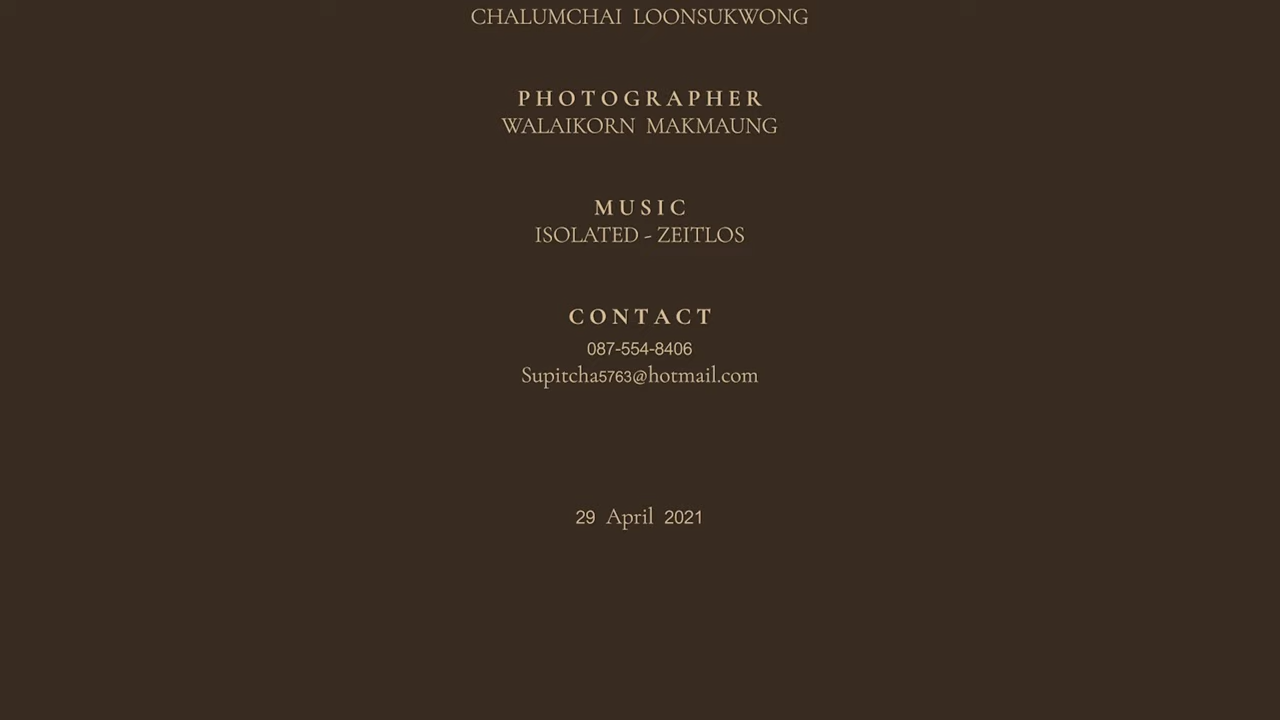 CHALUMCHAI LOONSUKWONG
PHOTOGRAPHER
WALAIKORN MAKMAUNG
MUSIC
ISOLATED - ZEITLOS
CONTACT
087-554-8406
Supitcha5763@hotmail.com
29 April 2021